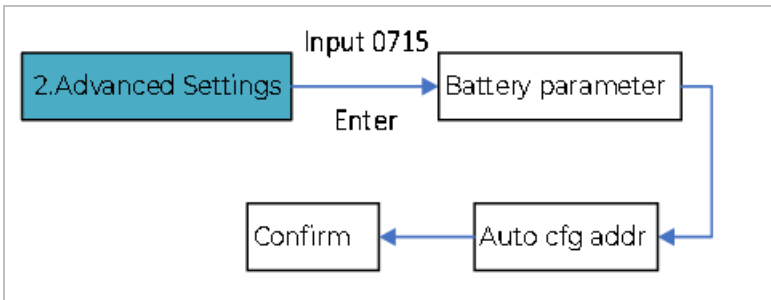 Input 0715
2.Advanced Settings
Battery parameter
Enter
Confirm
Auto cfg addr